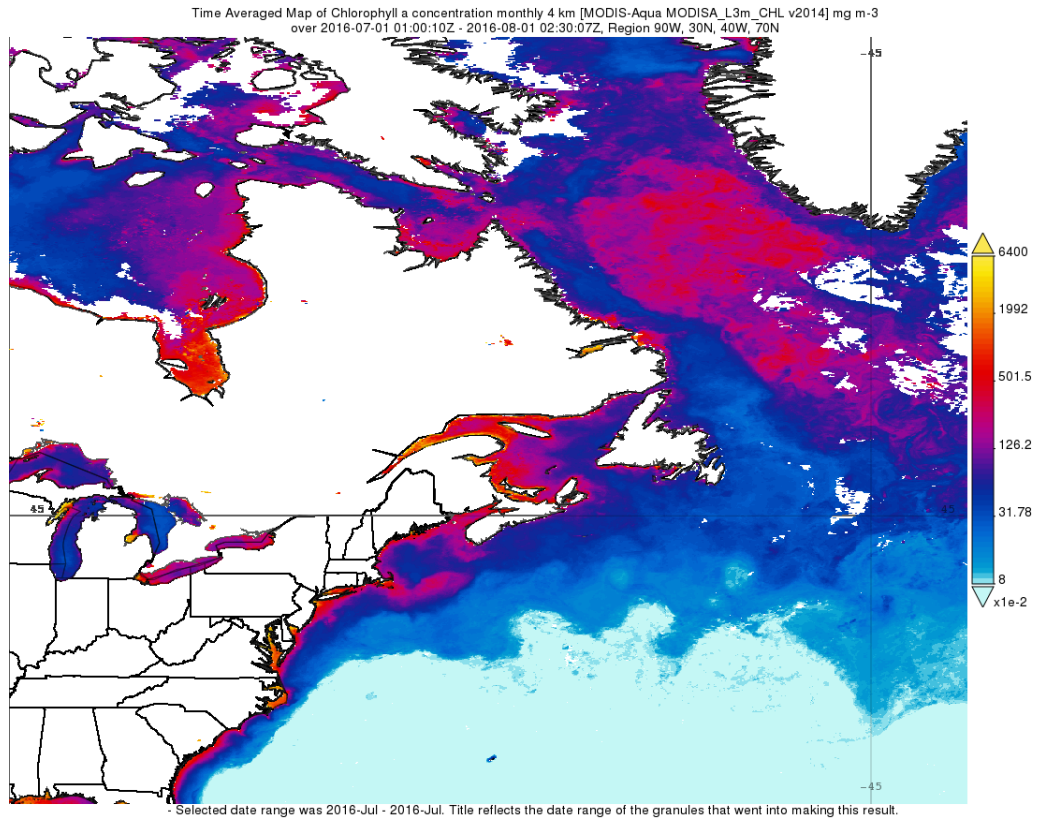 Time Averaged Map of Chlorophyll a concentration monthly 4 km [MODIS-Aqua MODISA_L3m_CHL v2014] mg m-3
over 2016-07-01 01:00:10Z - 2016-08-01 02:30:07Z, Region 90W, 30N, 40W, 70N
-45
6400
1992
501.5
126.2
31.78
8
x1e-2
45
45
-45
- Selected date range was 2016-Jul - 2016-Jul. Title reflects the date range of the granules that went into making this result.